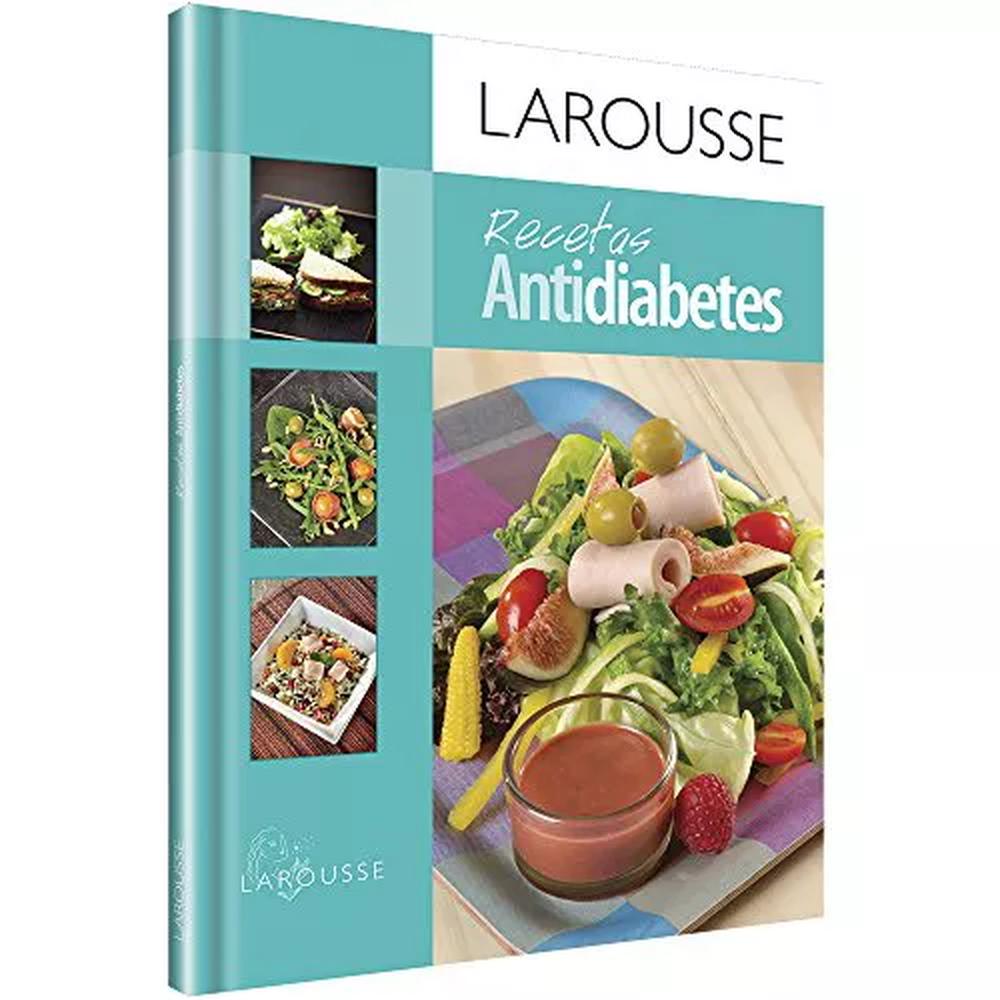 LAROUSSE
Recetas
Antidiabetes
LAROUSSE
Recetas Antidiabetes
LAROUSSE